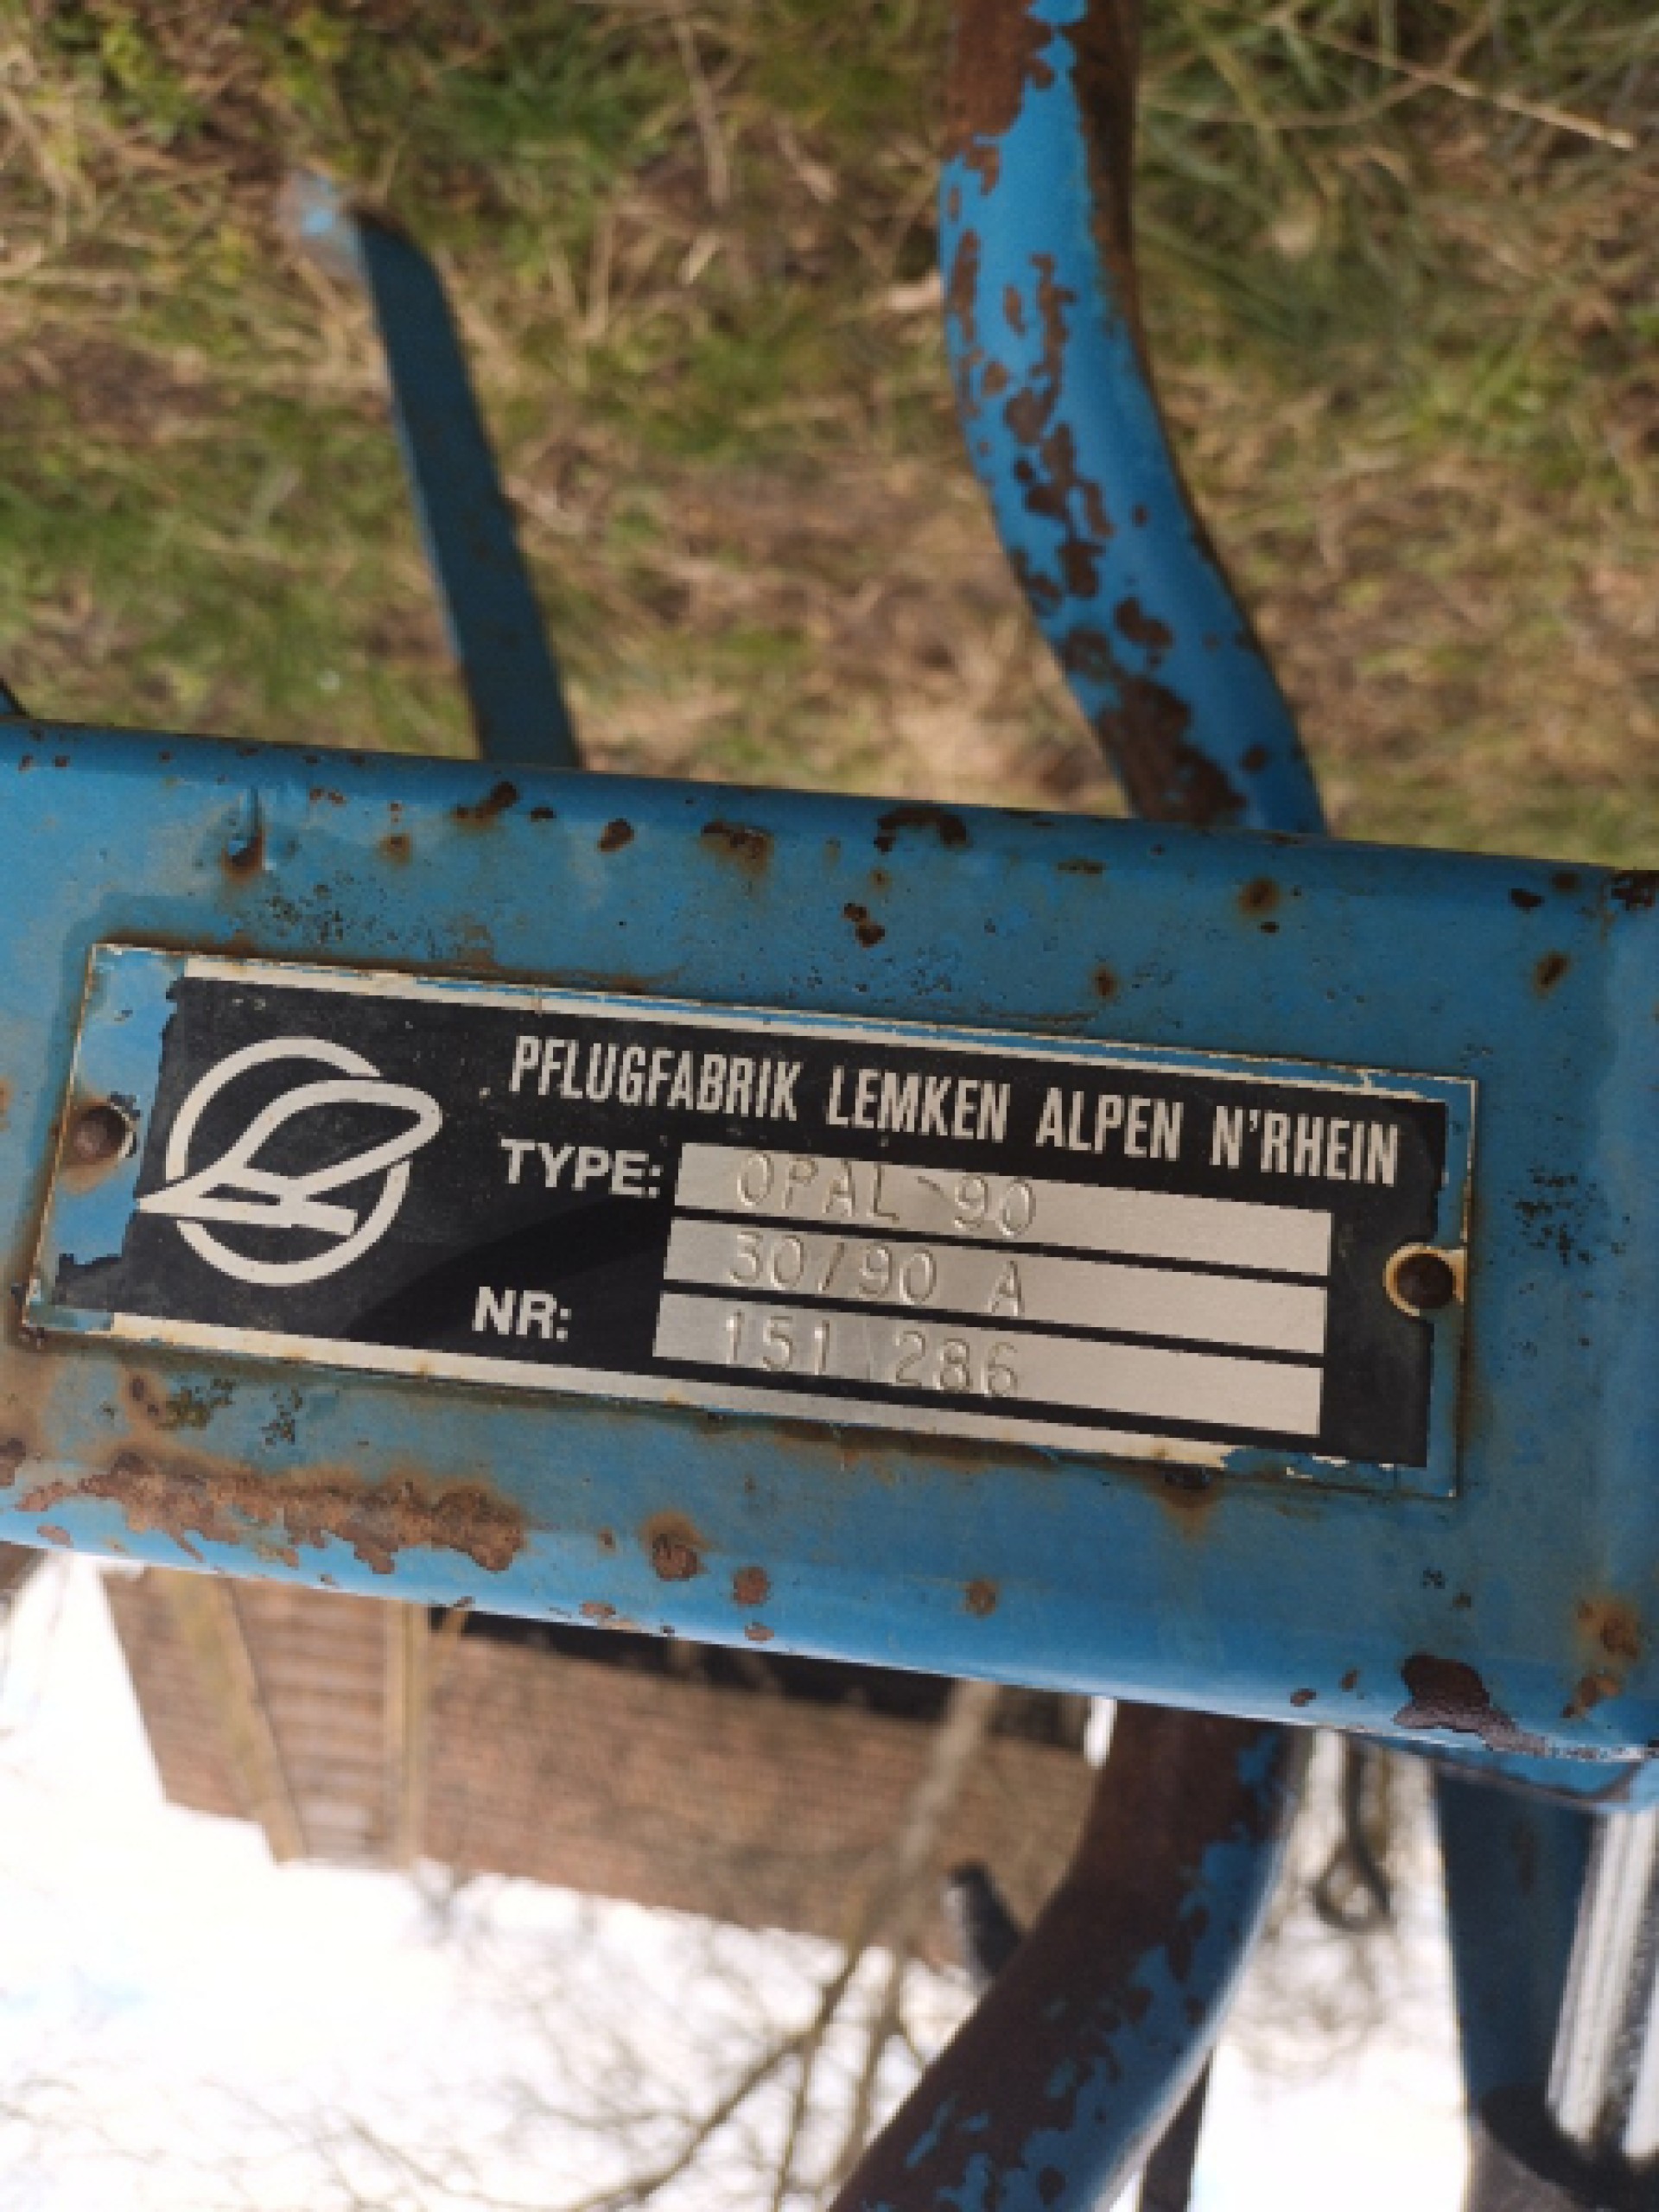 PFLUGFABRIK LEMKEN ALPEN N'RHEIN
TYPE: OPAL 90
30/90 A
NR: 151 286